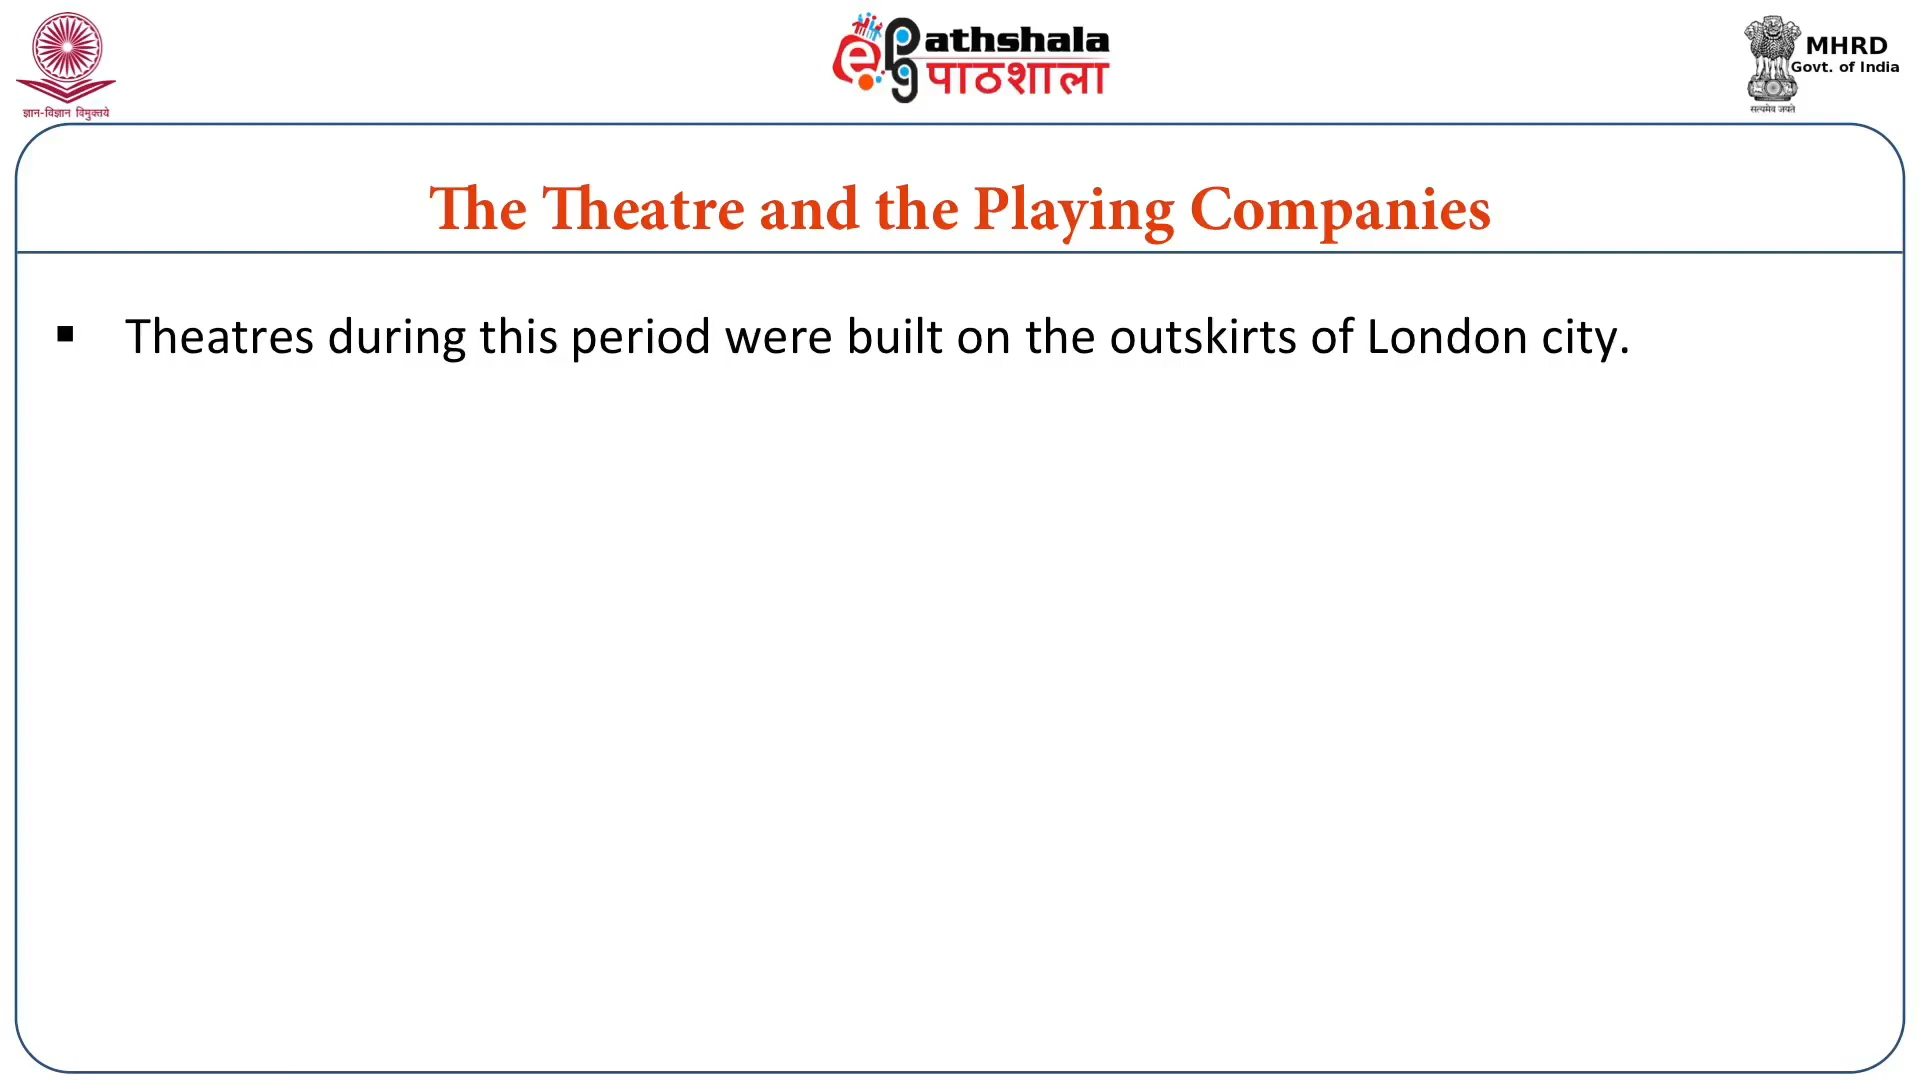 ज्ञान-विज्ञान विमुक्तये
e Pathshala
पाठशाला
MHRD
Govt. of India
सत्यमेव जयते
The Theatre and the Playing Companies
▪ Theatres during this period were built on the outskirts of London city.